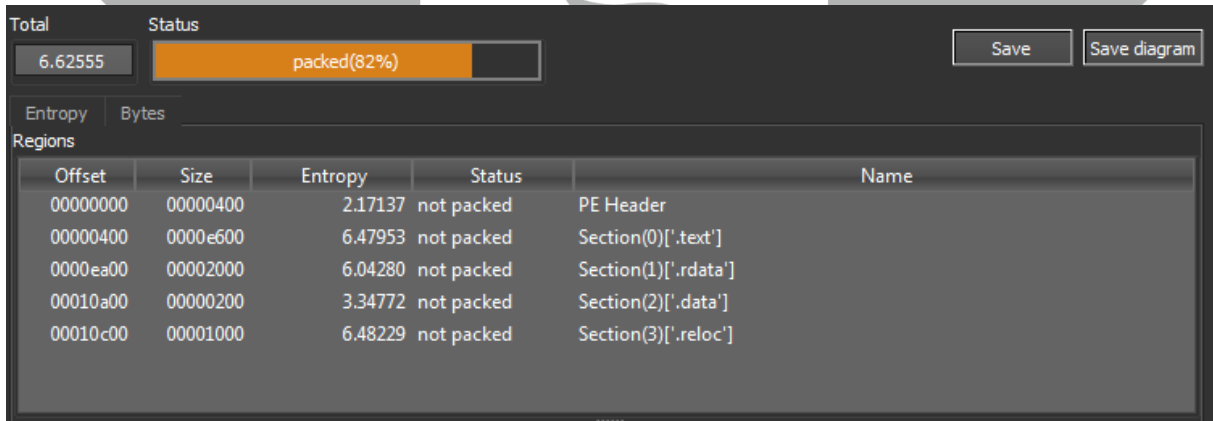 Total Status
6.62555 packed(82%) Save Save diagram
Entropy Bytes
Regions
Offset Size Entropy Status Name
00000000 00000400 2.17137 not packed PE Header
00000400 0000e600 6.47953 not packed Section(0)['.text']
0000ea00 00002000 6.04280 not packed Section(1)['.rdata']
00010a00 00000200 3.34772 not packed Section(2)['.data']
00010c00 00001000 6.48229 not packed Section(3)['.reloc']